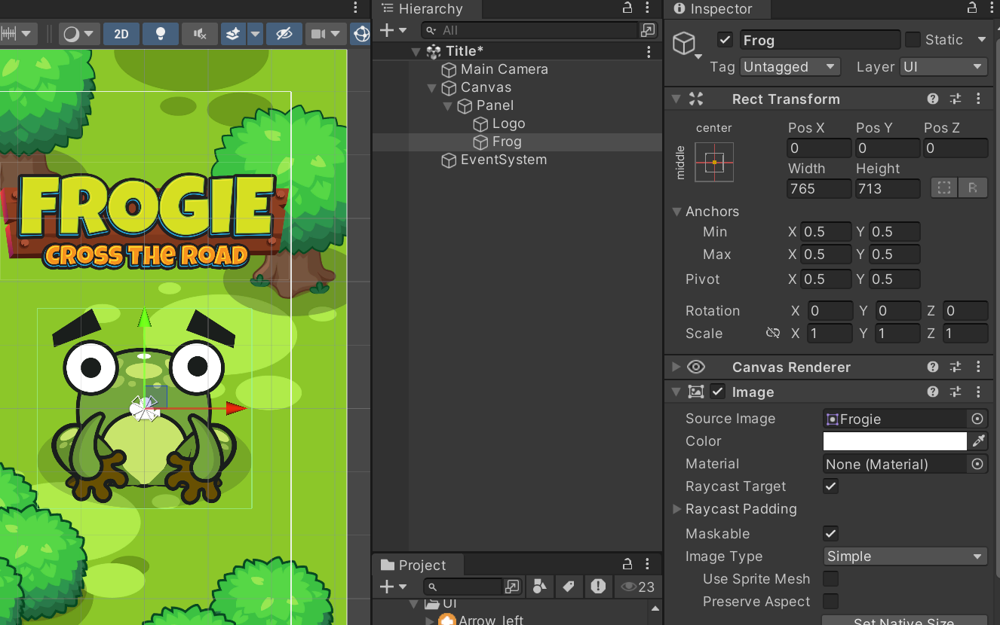 Hierarchy
Inspector
2D
All
Frog
Static
Title*
Tag Untagged Layer UI
Main Camera
Canvas
Panel
Logo
Frog
EventSystem
Rect Transform
center
middle
Pos X Pos Y Pos Z
0 0 0
Width Height
765 713
R
Anchors
Min X 0.5 Y 0.5
Max X 0.5 Y 0.5
Pivot X 0.5 Y 0.5
Rotation X 0 Y 0 Z 0
Scale X 1 Y 1 Z 1
FROGIE
CROSS THE ROAD
Canvas Renderer
Image
Source Image Frogie
Color
Material None (Material)
Raycast Target
Raycast Padding
Maskable
Image Type Simple
Use Sprite Mesh
Preserve Aspect
Set Native Size
Project
23
UI
Arrow_left